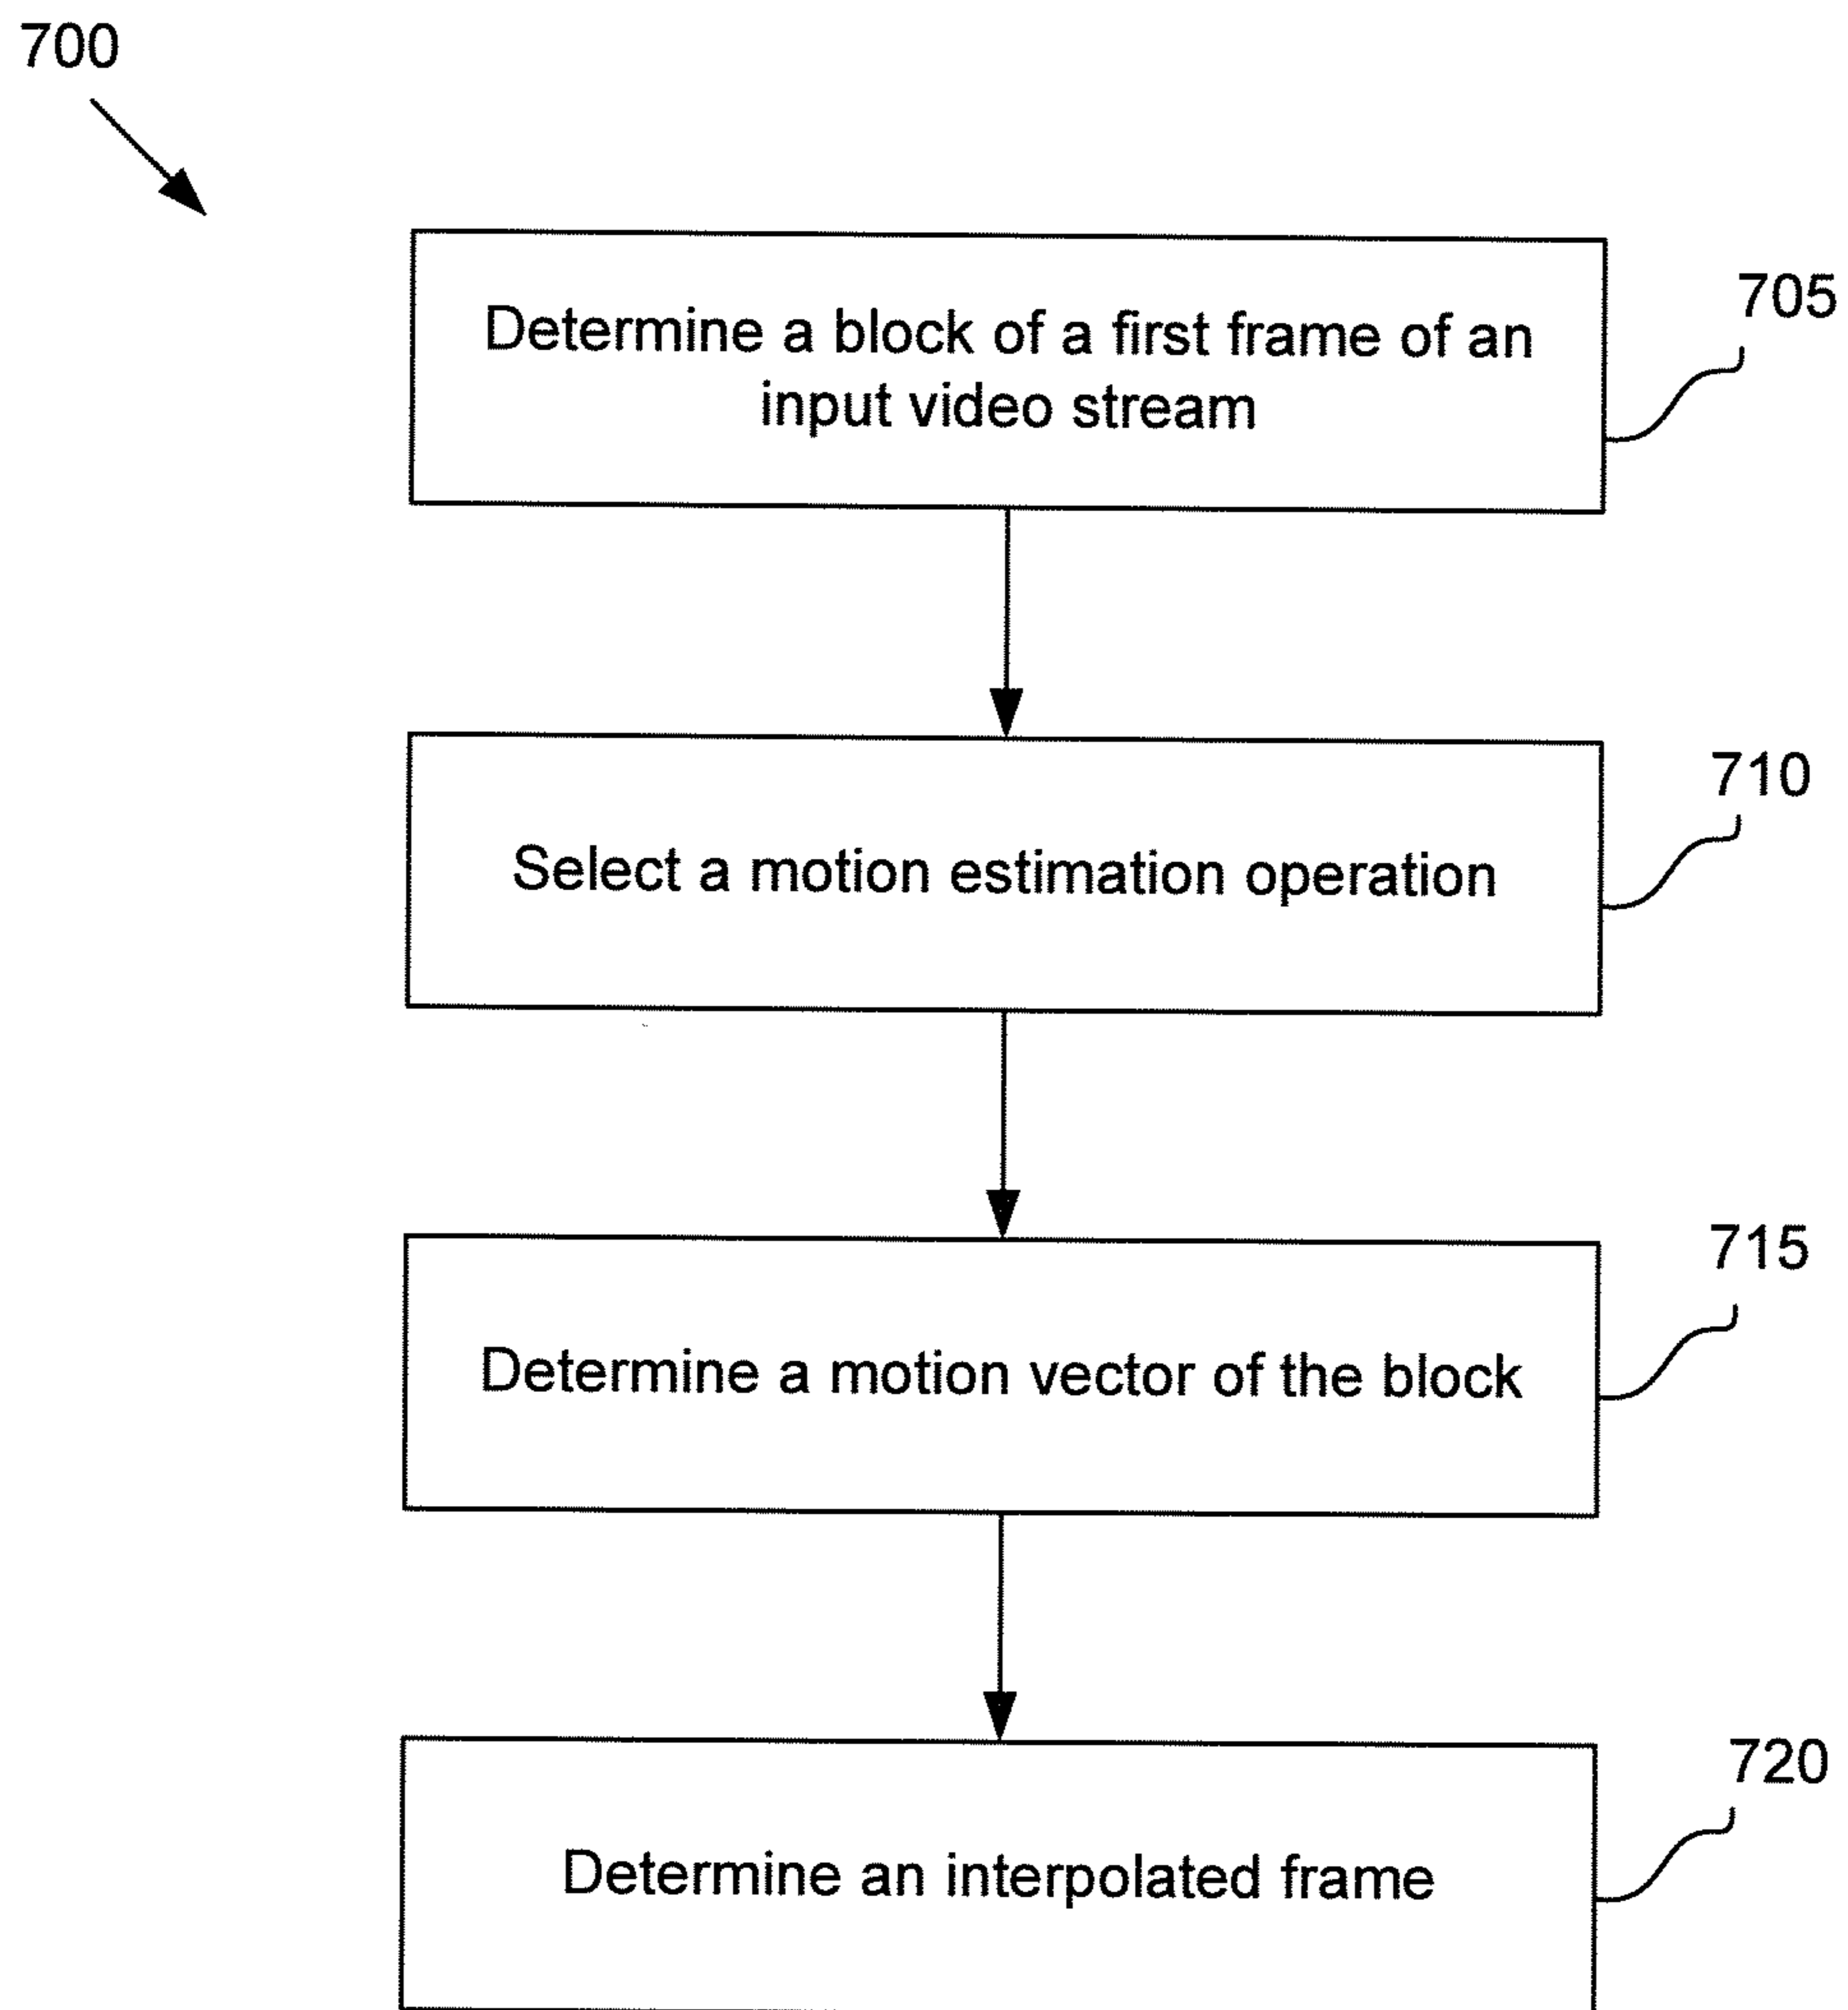 700
Determine a block of a first frame of an
input video stream
705
Select a motion estimation operation
710
Determine a motion vector of the block
715
Determine an interpolated frame
720